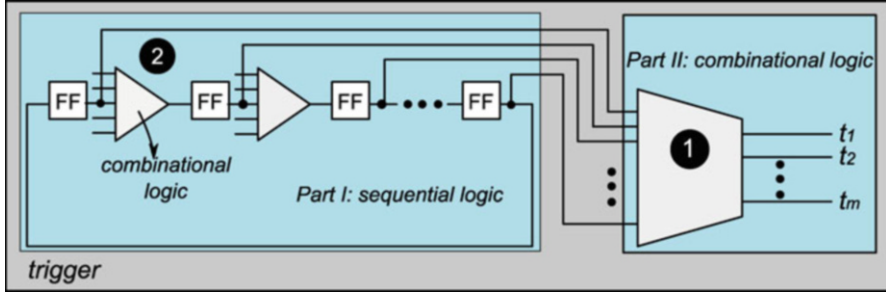 2
FF
FF
FF
FF
combinational
logic
Part I: sequential logic
trigger
Part II: combinational logic
1
t1
t2
tm